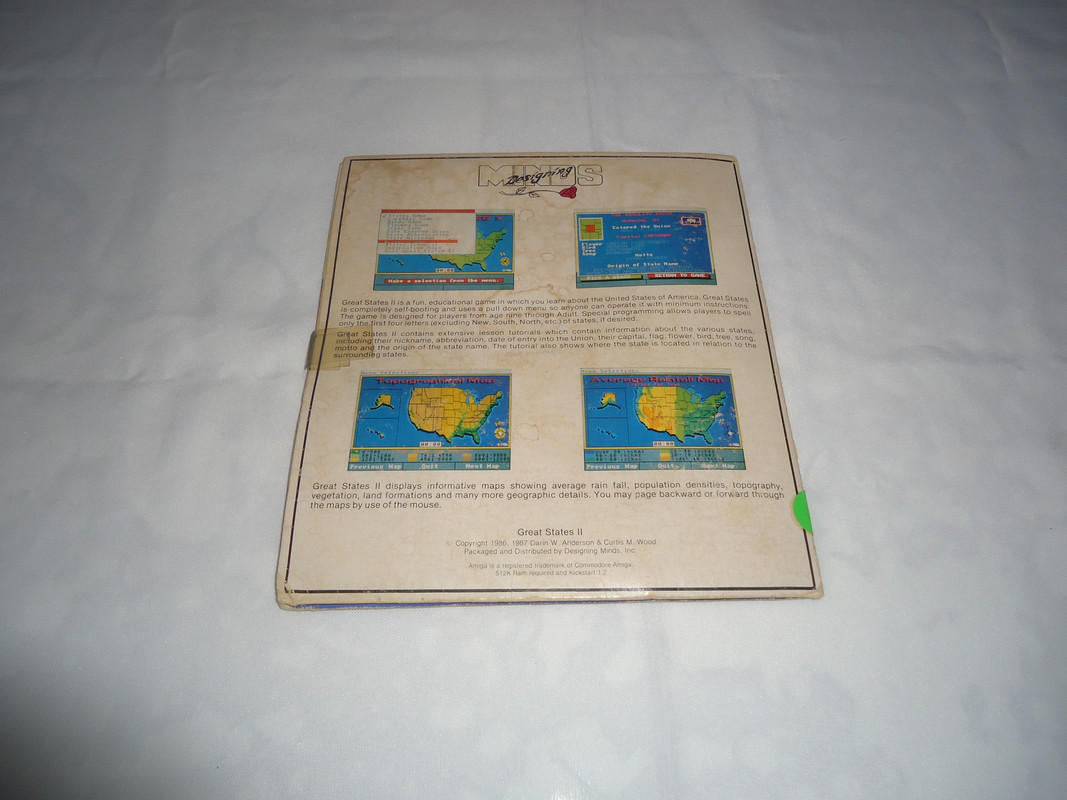 Designing MINDS
Make a selection from the menu.
Entered the Union
Flower
Bird
Tree
Song
Motto
Origin of State Name
RETURN TO GAME
Great States II is a fun, educational game in which you learn about the United States of America. Great States
is completely self-booting and uses a pull down menu so anyone can operate it with minimum instructions.
The game is designed for players from age nine through Adult. Special programming allows players to spell
only the first four letters (excluding New, South, North, etc.) of states, if desired.
Great States II contains extensive lesson tutorials which contain information about the various states,
including their nickname, abbreviation, date of entry into the Union, their capital, flag, flower, bird, tree, song,
motto and the origin of the state name. The tutorial also shows where the state is located in relation to the
surrounding states.
Topographical Map
Average Rainfall Map
00:00
00:00
Previous Map Quit Next Map
Previous Map Quit Next Map
Great States II displays informative maps showing average rain fall, population densities, topography,
vegetation, land formations and many more geographic details. You may page backward or forward through
the maps by use of the mouse.
Great States II
© Copyright 1986, 1987 Darin W. Anderson & Curtis M. Wood
Packaged and Distributed by Designing Minds, Inc.
Amiga is a registered trademark of Commodore-Amiga.
512K Ram required and Kickstart 1.2